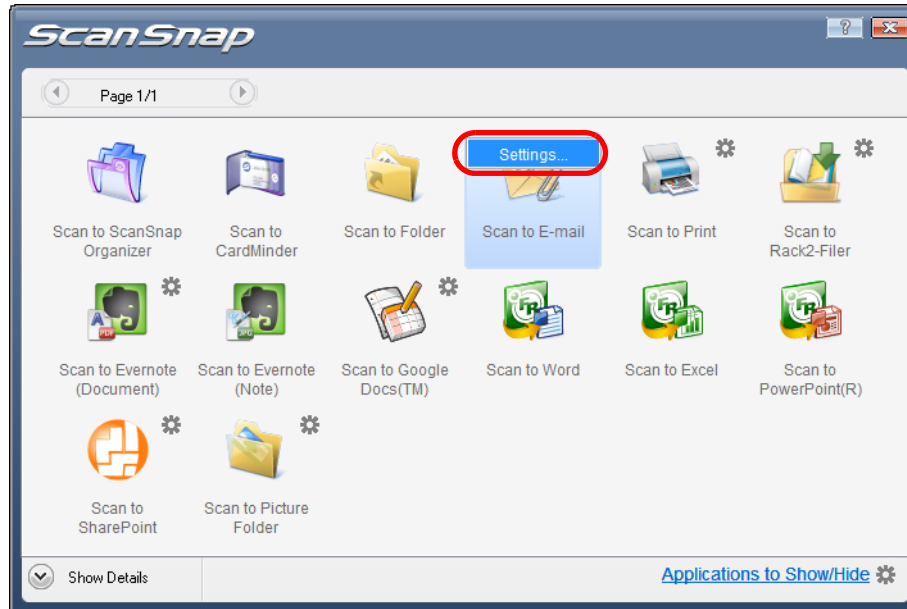 ScanSnap
?
Page 1/1
Settings...
Scan to ScanSnap
Organizer
Scan to
CardMinder
Scan to Folder
Scan to E-mail
Scan to Print
Scan to
Rack2-Filer
PDF
JPG
Scan to Evernote
(Document)
Scan to Evernote
(Note)
Scan to Google
Docs(TM)
Scan to Word
Scan to Excel
Scan to
PowerPoint(R)
Scan to
SharePoint
Scan to Picture
Folder
Show Details
Applications to Show/Hide